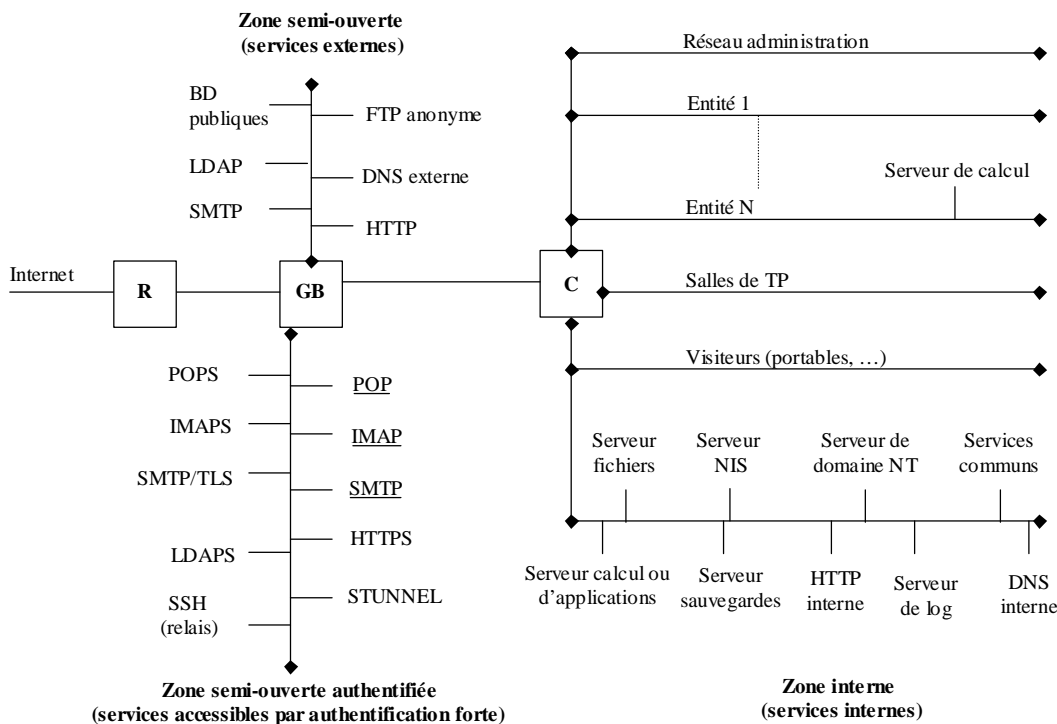 Zone semi-ouverte
(services externes)
BD
publiques
FTP anonyme
LDAP
DNS externe
SMTP
HTTP
Internet
R
GB
C
Réseau administration
Entité 1
Serveur de calcul
Entité N
Salles de TP
Visiteurs (portables, …)
POPS
POP
IMAPS
IMAP
SMTP/TLS
SMTP
HTTPS
LDAPS
STUNNEL
SSH
(relais)
Serveur
fichiers
Serveur
NIS
Serveur de
domaine NT
Services
communs
Serveur calcul ou
d’applications
Serveur
sauvegardes
HTTP
interne
Serveur
de log
DNS
interne
Zone semi-ouverte authentifiée
(services accessibles par authentification forte)
Zone interne
(services internes)